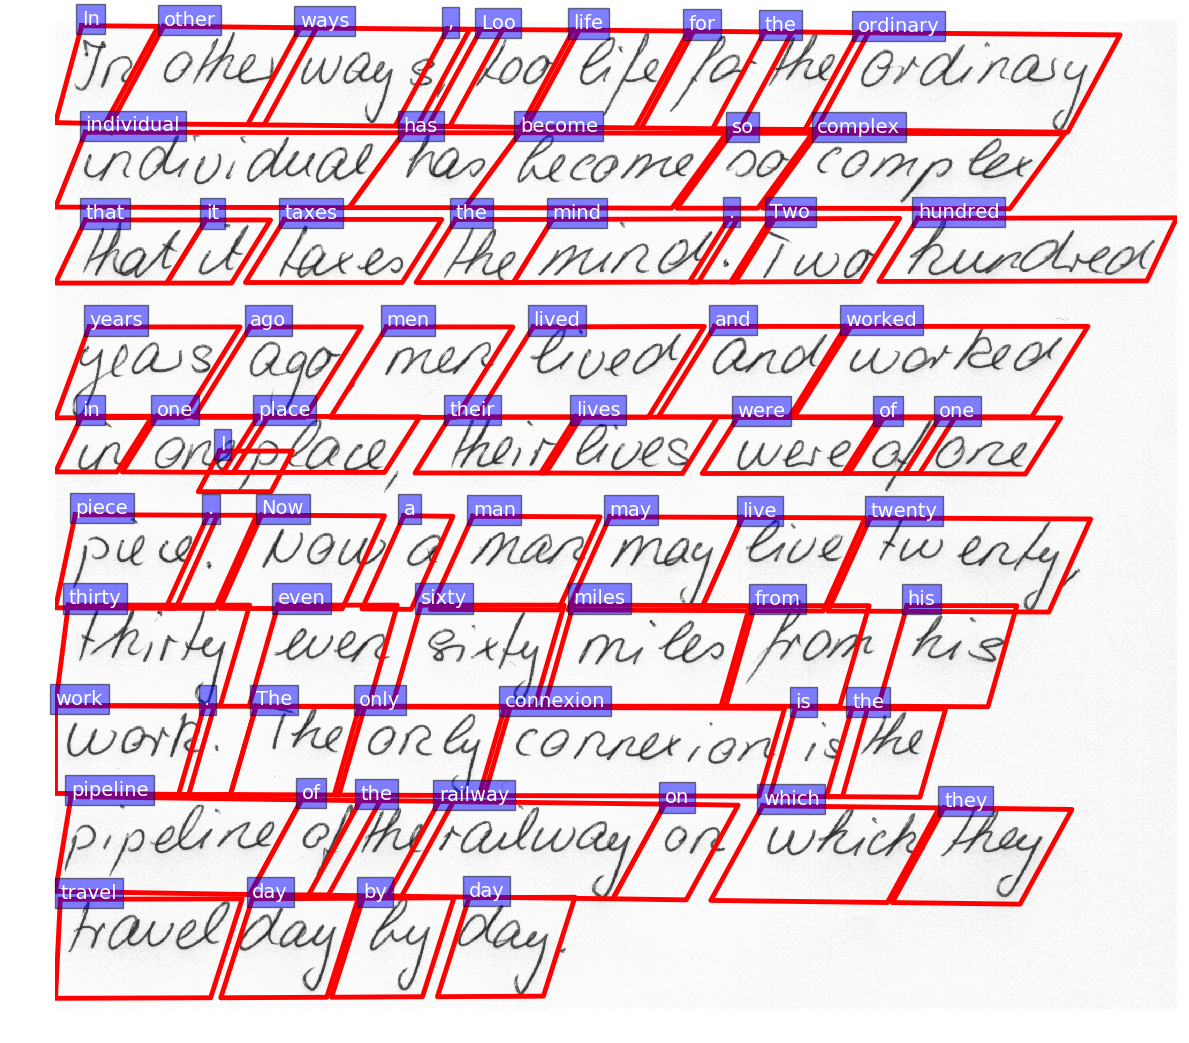 In other ways, too life for the ordinary
individual has become so complex
that it taxes the mind. Two hundred
years ago men lived and worked
in one place, their lives were of one
piece. Now a man may live twenty,
thirty even sixty miles from his
work. The only connexion is the
pipeline of the railway on which they
travel day by day.